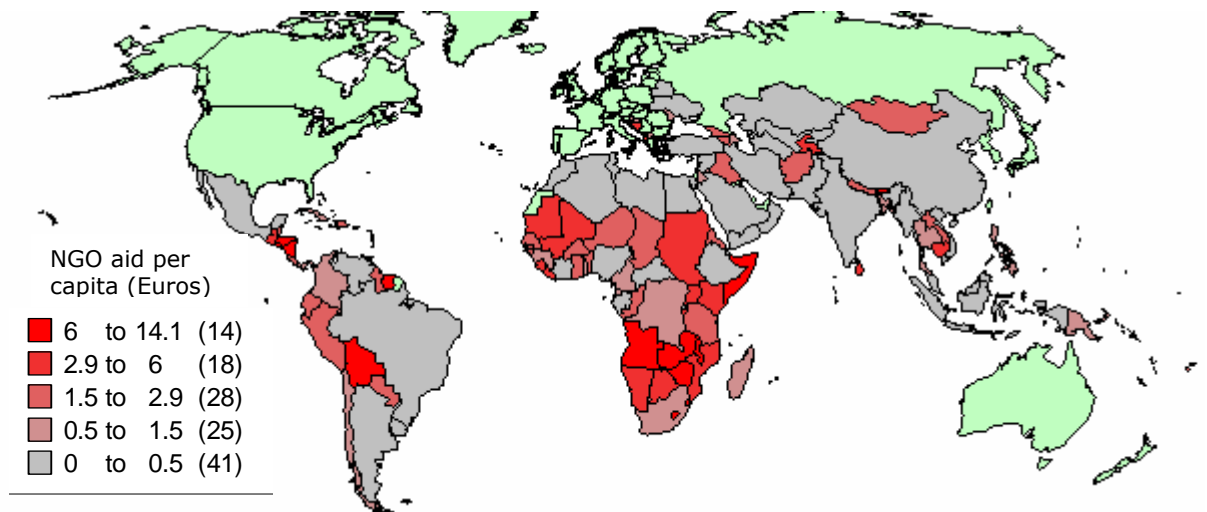 NGO aid per
capita (Euros)
6 to 14.1 (14)
2.9 to 6 (18)
1.5 to 2.9 (28)
0.5 to 1.5 (25)
0 to 0.5 (41)